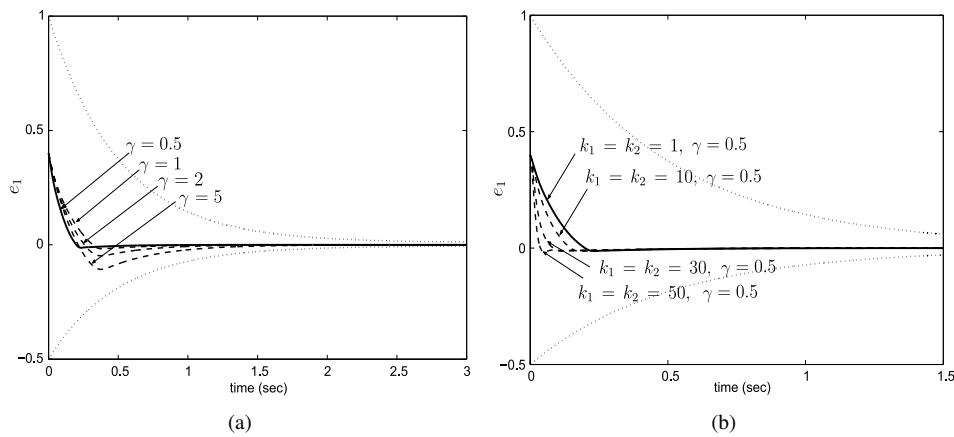 1
0.5
0
−0.5
e₁
γ = 0.5
γ = 1
γ = 2
γ = 5
0 0.5 1 1.5 2 2.5 3
time (sec)
(a)
1
0.5
0
−0.5
e₁
k₁ = k₂ = 1, γ = 0.5
k₁ = k₂ = 10, γ = 0.5
k₁ = k₂ = 30, γ = 0.5
k₁ = k₂ = 50, γ = 0.5
0 0.5 1 1.5
time (sec)
(b)